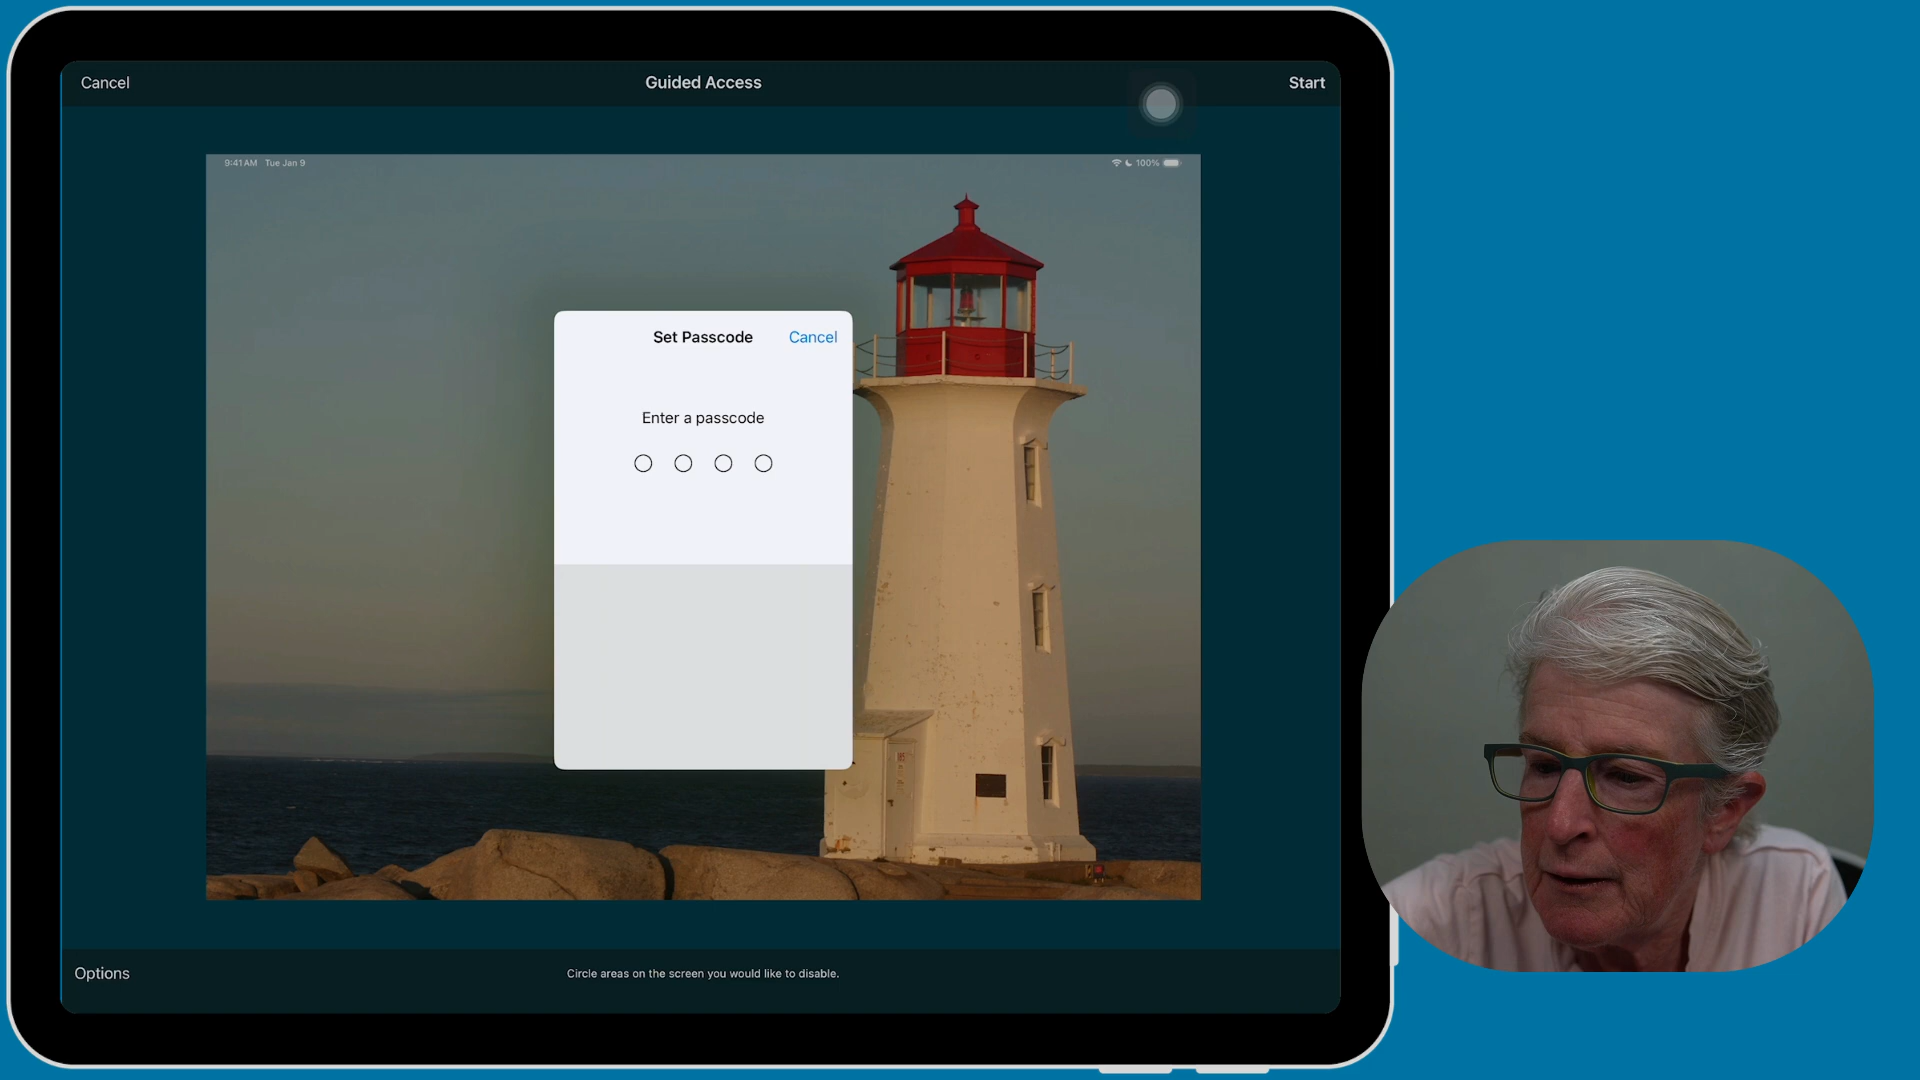 Cancel
Guided Access
Start
9:41 AM Tue Jan 9
100%
Set Passcode
Cancel
Enter a passcode
Options
Circle areas on the screen you would like to disable.